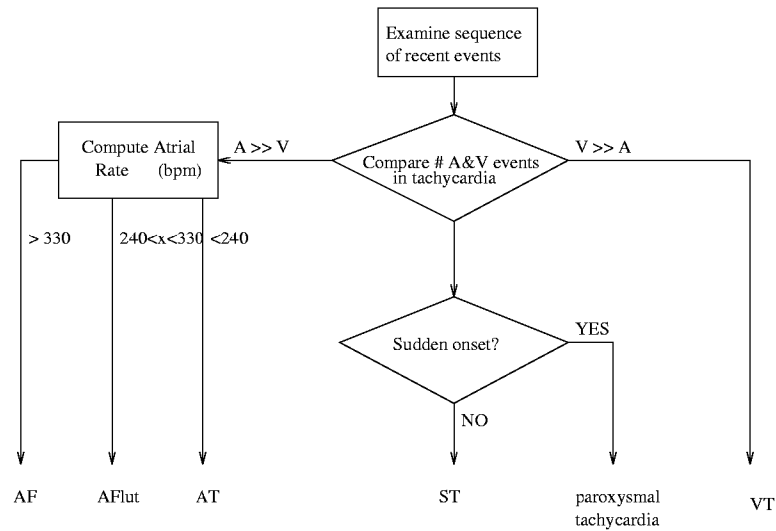 Examine sequence
of recent events
Compute Atrial
Rate (bpm)
A >> V
Compare # A&V events
in tachycardia
V >> A
> 330
240<x<330
<240
Sudden onset?
YES
NO
AF
AFlut
AT
ST
paroxysmal
tachycardia
VT